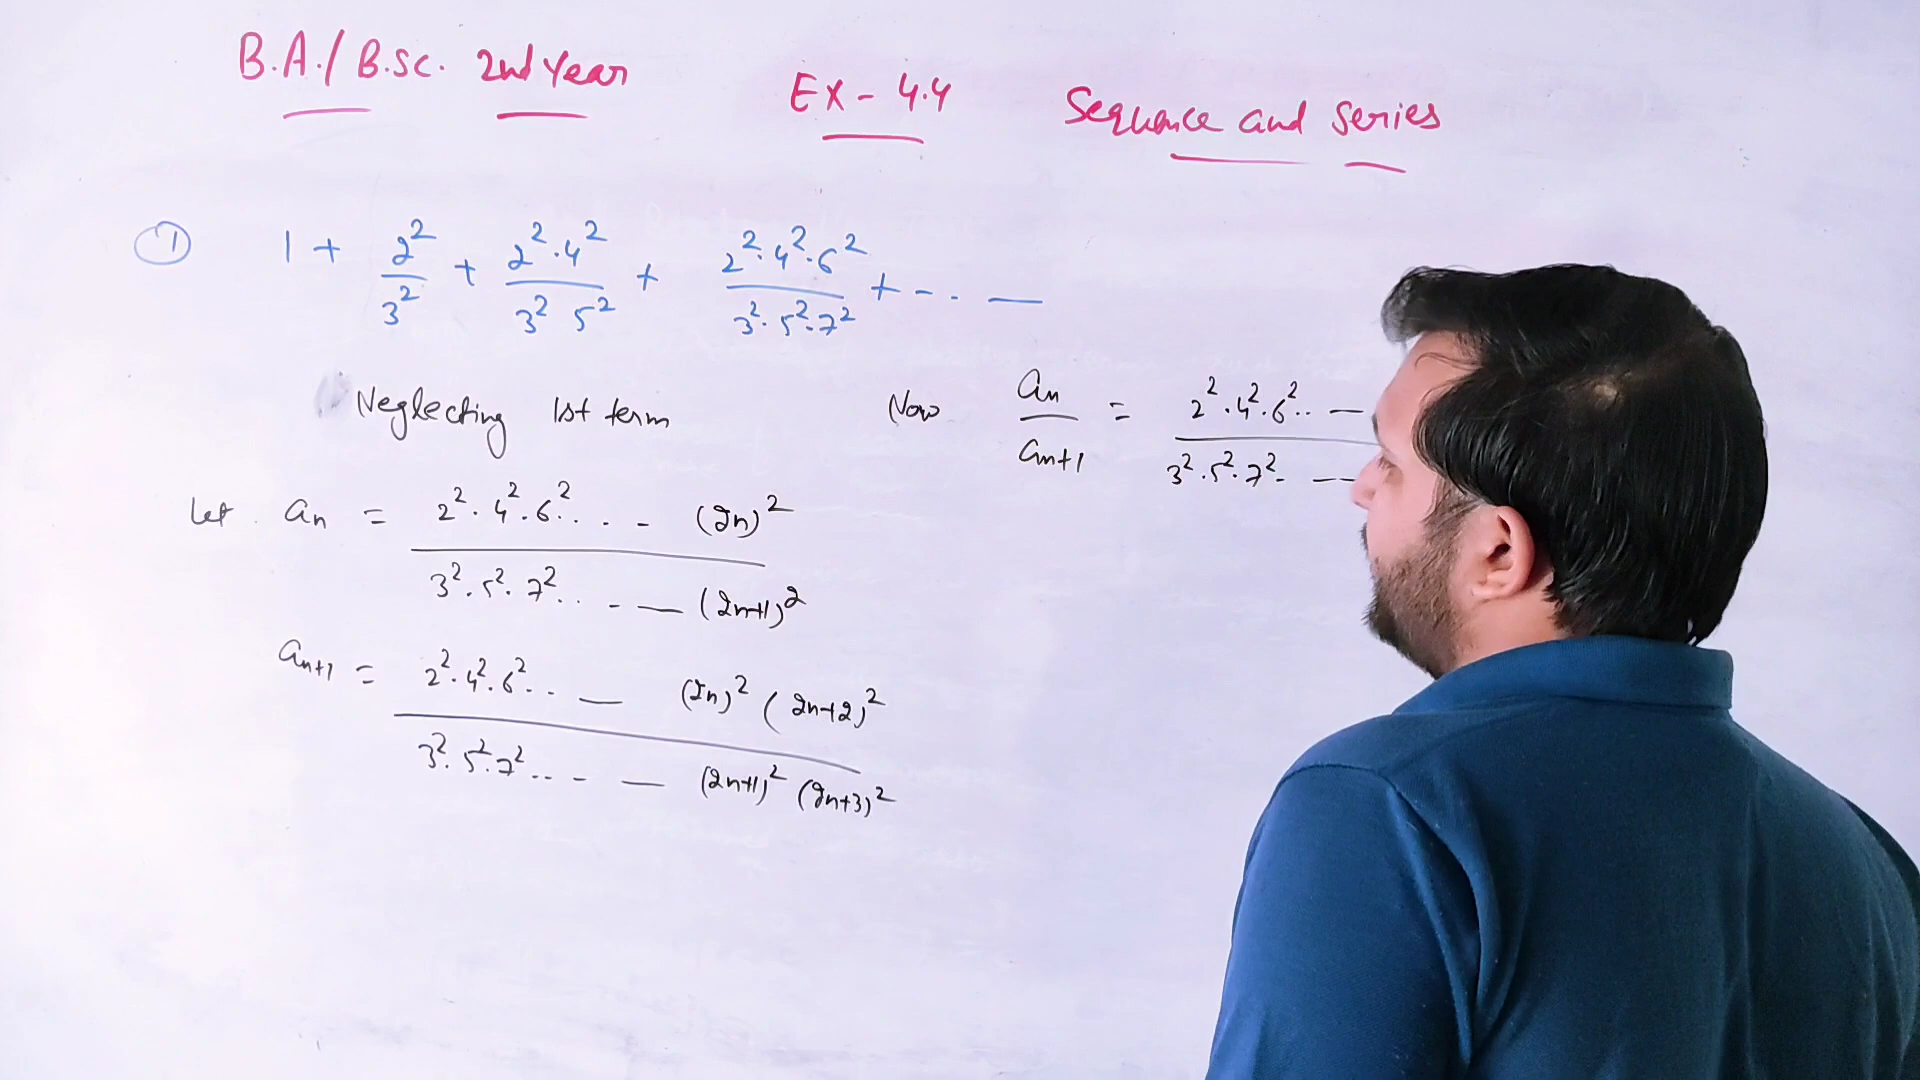 B.A./B.sc. 2nd Year   Ex - 4.4   Sequence and series
① 1 + 2²/3² + 2².4²/3² 5² + 2².4².6²/3².5².7² + - . . —
Neglecting 1st term
Let an = 2².4².6². . . - (2n)² / 3².5².7². . . - — (2n+1)²
an+1 = 2².4².6². . — (2n)² (2n+2)² / 3².5².7². . - — (2n+1)² (2n+3)²
Now an/an+1 = 2².4².6². . — / 3².5².7². —